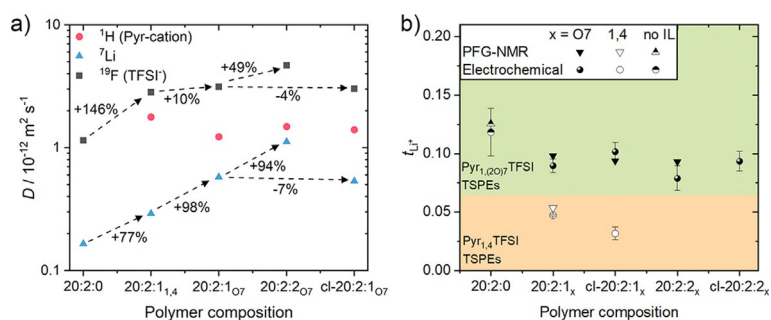 a)
¹H (Pyr-cation)
⁷Li
¹⁹F (TFSI⁻)
+49%
+10%
-4%
+146%
+94%
+98%
-7%
+77%
D / 10⁻¹² m² s⁻¹
10
1
0.1
20:2:0
20:2:1₁,₄
20:2:1_O7
20:2:2_O7
cl-20:2:1_O7
Polymer composition
b)
x = O7 1,4 no IL
PFG-NMR
Electrochemical
t_Li⁺
0.20
0.15
0.10
0.05
0.00
Pyr₁,₍₂O₎₇TFSI
TSPEs
Pyr₁,₄TFSI
TSPEs
20:2:0
20:2:1ₓ
cl-20:2:1ₓ
20:2:2ₓ
cl-20:2:2ₓ
Polymer composition